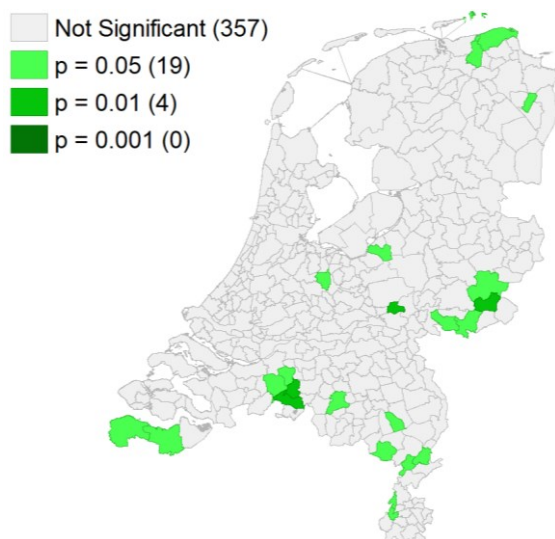 Not Significant (357)
p = 0.05 (19)
p = 0.01 (4)
p = 0.001 (0)